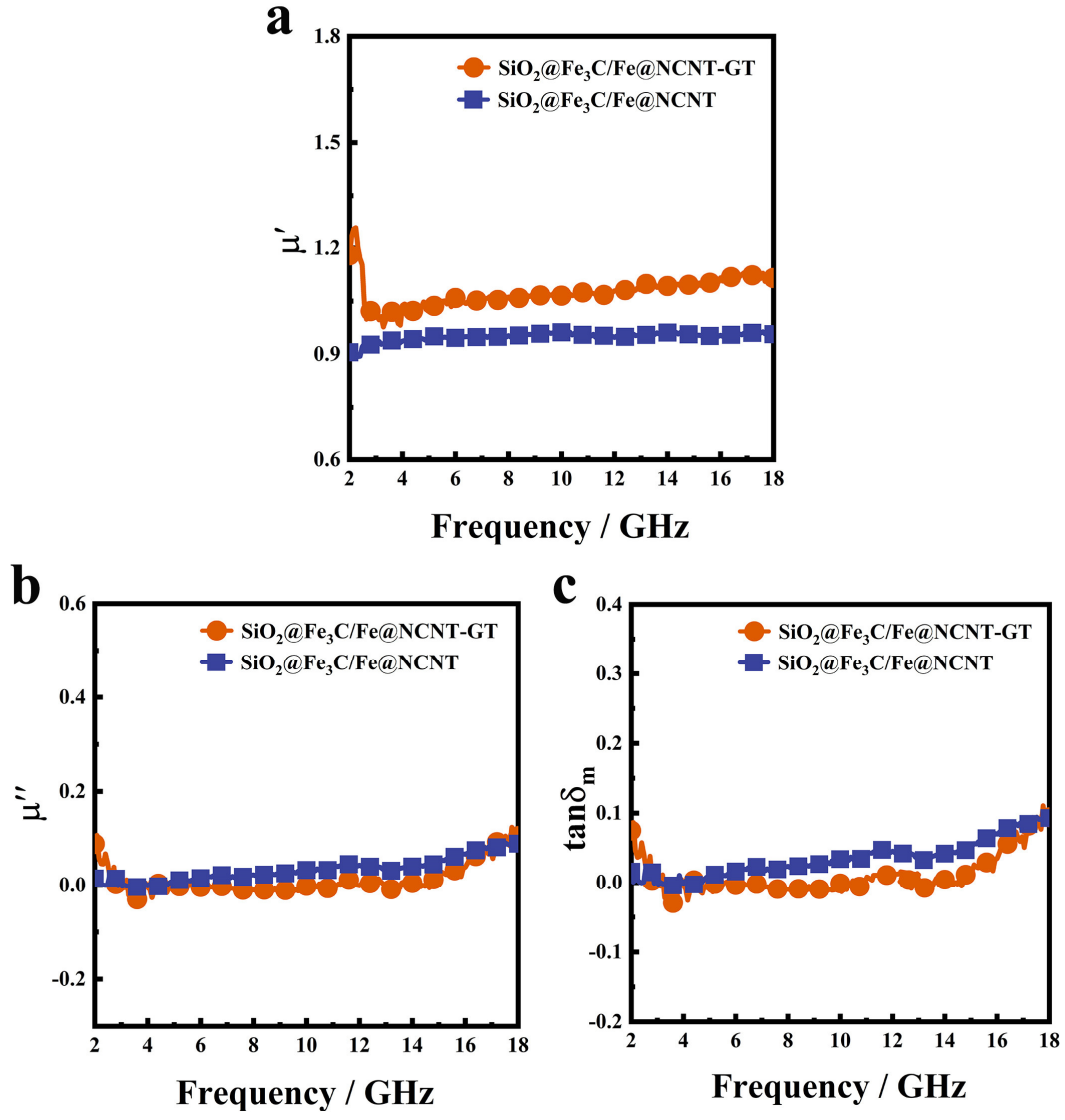 a
1.8
1.5
1.2
0.9
0.6
μ′
SiO₂@Fe₃C/Fe@NCNT-GT
SiO₂@Fe₃C/Fe@NCNT
2 4 6 8 10 12 14 16 18
Frequency / GHz
b
0.6
0.4
0.2
0.0
-0.2
μ″
SiO₂@Fe₃C/Fe@NCNT-GT
SiO₂@Fe₃C/Fe@NCNT
2 4 6 8 10 12 14 16 18
Frequency / GHz
c
0.4
0.3
0.2
0.1
0.0
-0.1
-0.2
tanδₘ
SiO₂@Fe₃C/Fe@NCNT-GT
SiO₂@Fe₃C/Fe@NCNT
2 4 6 8 10 12 14 16 18
Frequency / GHz